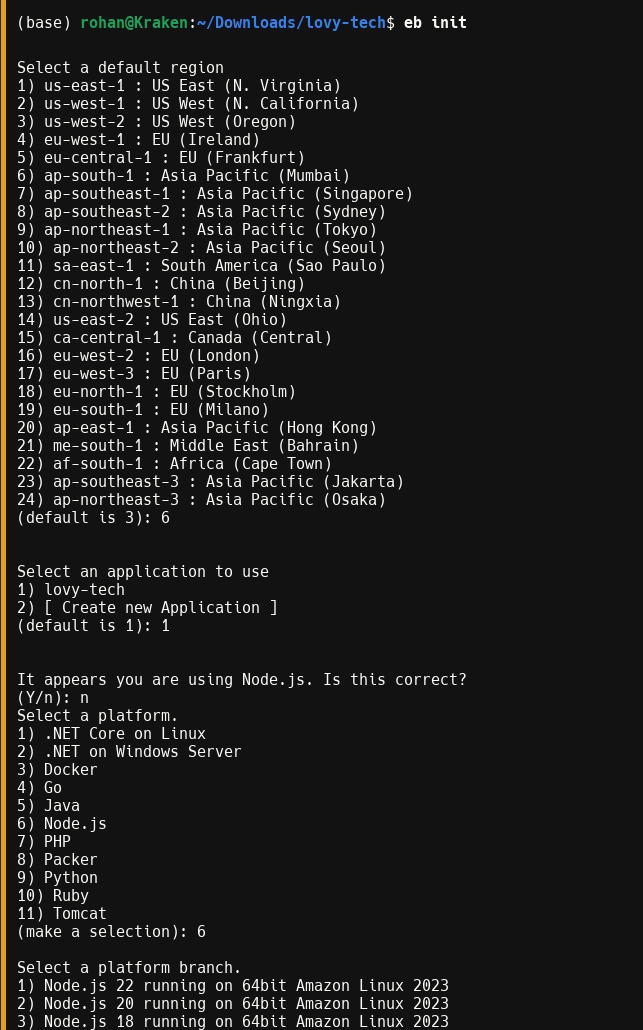 (base) rohan@Kraken:~/Downloads/lovy-tech$ eb init
Select a default region
1) us-east-1 : US East (N. Virginia)
2) us-west-1 : US West (N. California)
3) us-west-2 : US West (Oregon)
4) eu-west-1 : EU (Ireland)
5) eu-central-1 : EU (Frankfurt)
6) ap-south-1 : Asia Pacific (Mumbai)
7) ap-southeast-1 : Asia Pacific (Singapore)
8) ap-southeast-2 : Asia Pacific (Sydney)
9) ap-northeast-1 : Asia Pacific (Tokyo)
10) ap-northeast-2 : Asia Pacific (Seoul)
11) sa-east-1 : South America (Sao Paulo)
12) cn-north-1 : China (Beijing)
13) cn-northwest-1 : China (Ningxia)
14) us-east-2 : US East (Ohio)
15) ca-central-1 : Canada (Central)
16) eu-west-2 : EU (London)
17) eu-west-3 : EU (Paris)
18) eu-north-1 : EU (Stockholm)
19) eu-south-1 : EU (Milano)
20) ap-east-1 : Asia Pacific (Hong Kong)
21) me-south-1 : Middle East (Bahrain)
22) af-south-1 : Africa (Cape Town)
23) ap-southeast-3 : Asia Pacific (Jakarta)
24) ap-northeast-3 : Asia Pacific (Osaka)
(default is 3): 6
Select an application to use
1) lovy-tech
2) [ Create new Application ]
(default is 1): 1
It appears you are using Node.js. Is this correct?
(Y/n): n
Select a platform.
1) .NET Core on Linux
2) .NET on Windows Server
3) Docker
4) Go
5) Java
6) Node.js
7) PHP
8) Packer
9) Python
10) Ruby
11) Tomcat
(make a selection): 6
Select a platform branch.
1) Node.js 22 running on 64bit Amazon Linux 2023
2) Node.js 20 running on 64bit Amazon Linux 2023
3) Node.js 18 running on 64bit Amazon Linux 2023